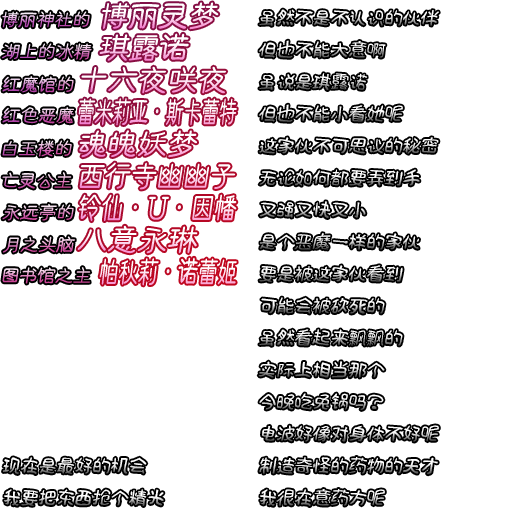 博丽神社的 博丽灵梦
湖上的冰精 琪露诺
红魔馆的 十六夜咲夜
红色恶魔 蕾米莉亚·斯卡蕾特
白玉楼的 魂魄妖梦
亡灵公主 西行寺幽幽子
永远亭的 铃仙·U·因幡
月之头脑 八意永琳
图书馆之主 帕秋莉·诺蕾姬
现在是最好的机会
我要把东西抢个精光
虽然不是不认识的伙伴
但也不能大意啊
虽说是琪露诺
但也不能小看她呢
这家伙不可思议的秘密
无论如何都要弄到手
又强又快又小
是个恶魔一样的家伙
要是被这家伙看到
可能会被杀死的
虽然看起来飘飘的
实际上相当那个
今晚吃兔锅吗?
电波好像对身体不好呢
制造奇怪的药物的天才
我很在意药方呢